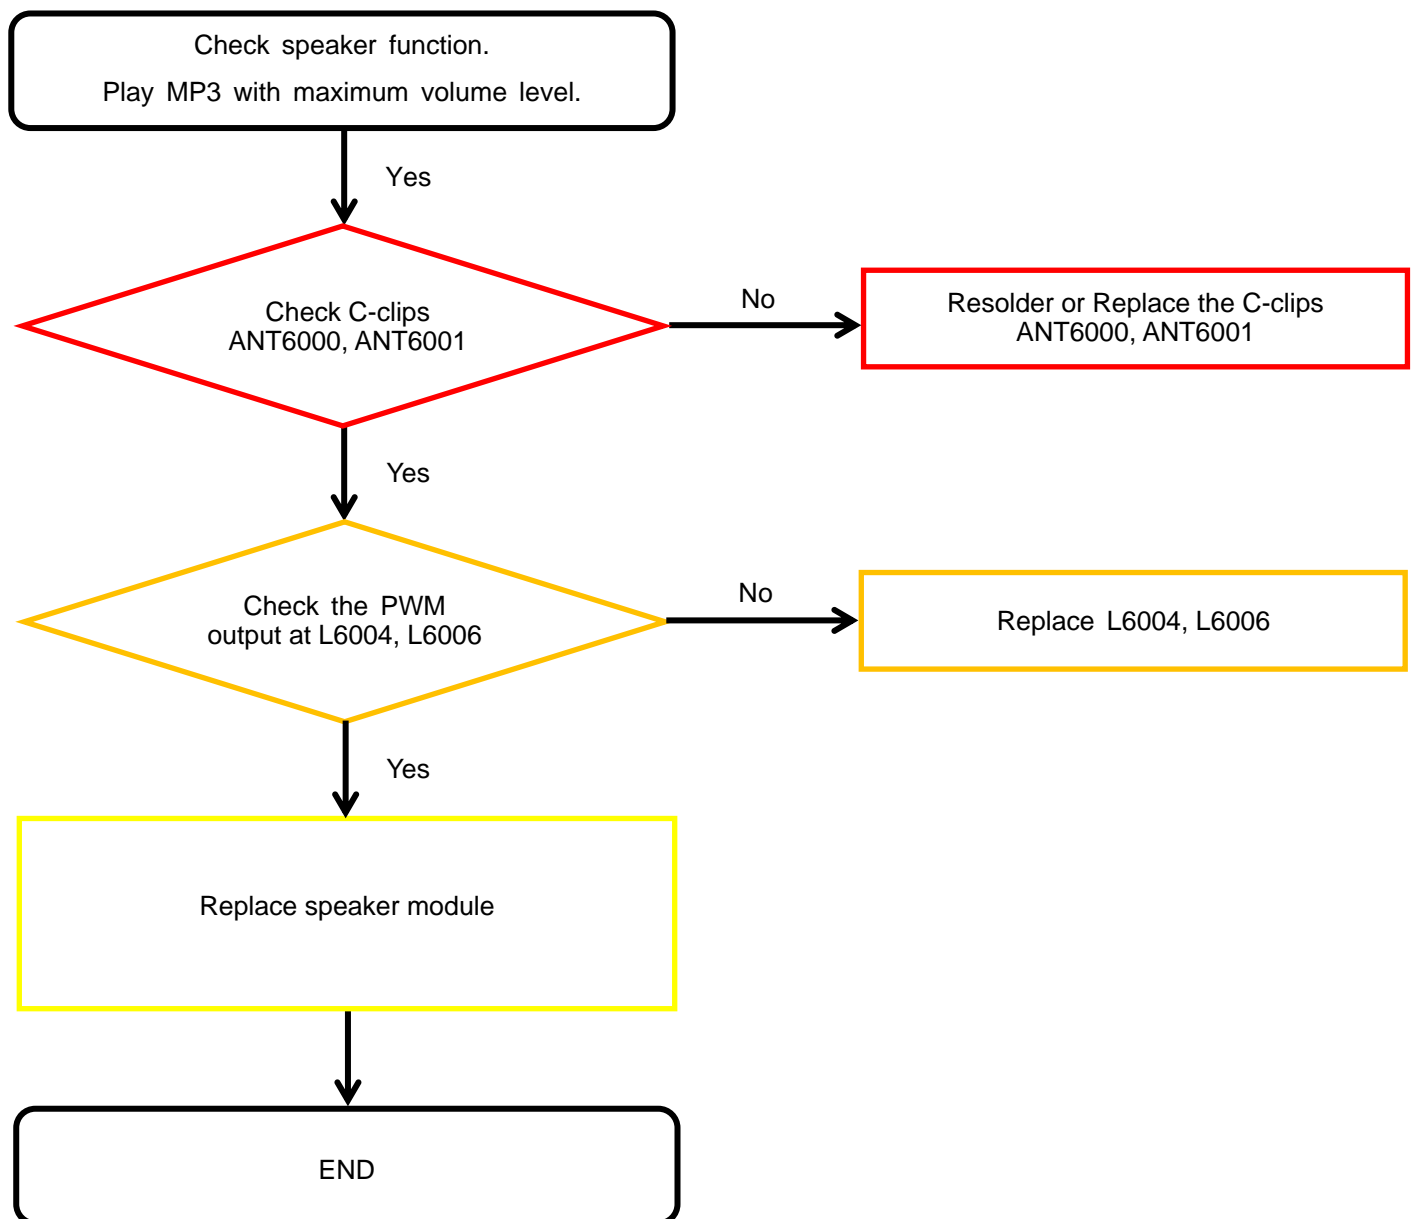 Check speaker function.
Play MP3 with maximum volume level.
Yes
Check C-clips
ANT6000, ANT6001
No
Resolder or Replace the C-clips
ANT6000, ANT6001
Yes
Check the PWM
output at L6004, L6006
No
Replace L6004, L6006
Yes
Replace speaker module
END